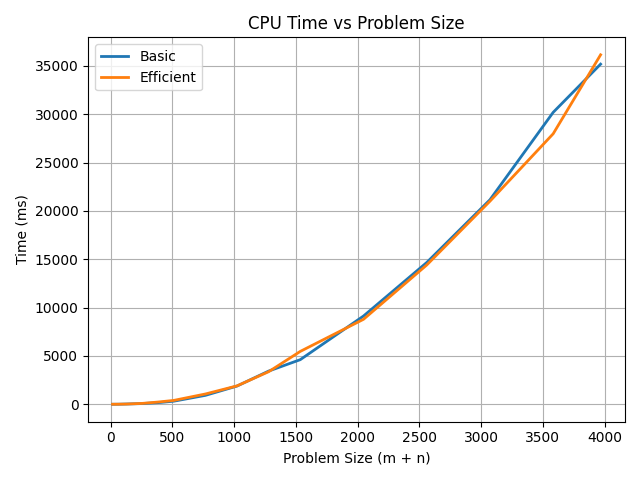 CPU Time vs Problem Size
Basic
Efficient
Time (ms)
35000
30000
25000
20000
15000
10000
5000
0
0 500 1000 1500 2000 2500 3000 3500 4000
Problem Size (m + n)